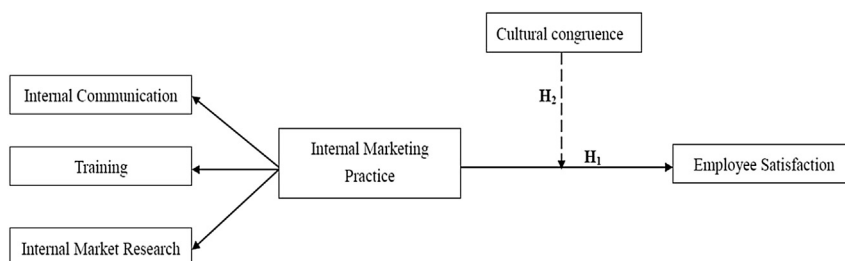 Cultural congruence
Internal Communication
H₂
Internal Marketing
Practice
Training
H₁
Employee Satisfaction
Internal Market Research